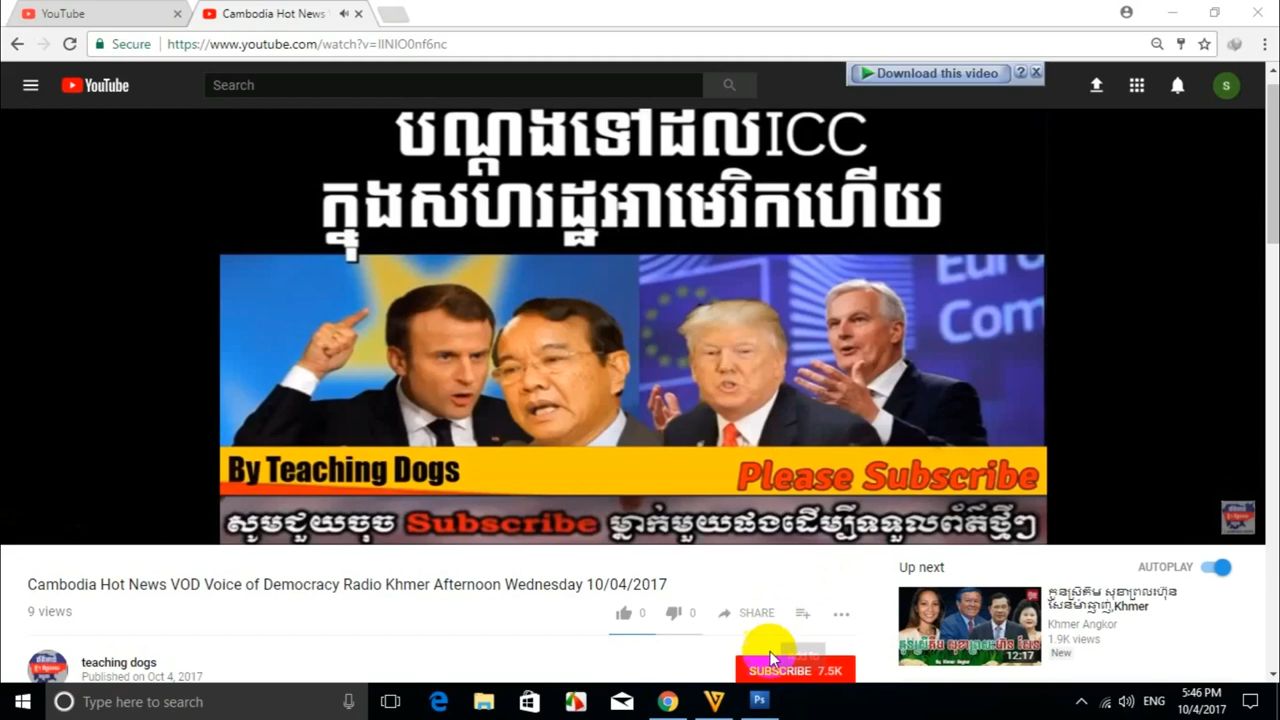 YouTube
Cambodia Hot News
Secure
https://www.youtube.com/watch?v=lINIO0nf6nc
YouTube
Search
Download this video
S
បណ្ដឹងទៅដល់ICC
ក្នុងសហរដ្ឋអាមេរិកហើយ
Euro
Com
By Teaching Dogs
Please Subscribe
សូមជួយចុច Subscribe ម្នាក់មួយផងដើម្បីទទួលព័ត៌មានថ្មីៗ
Cambodia Hot News VOD Voice of Democracy Radio Khmer Afternoon Wednesday 10/04/2017
9 views
0
0
SHARE
Up next
AUTOPLAY
Khmer
Khmer Angkor
1.9K views
New
12:17
teaching dogs
Published on Oct 4, 2017
SUBSCRIBE 7.5K
Type here to search
ENG
5:46 PM
10/4/2017